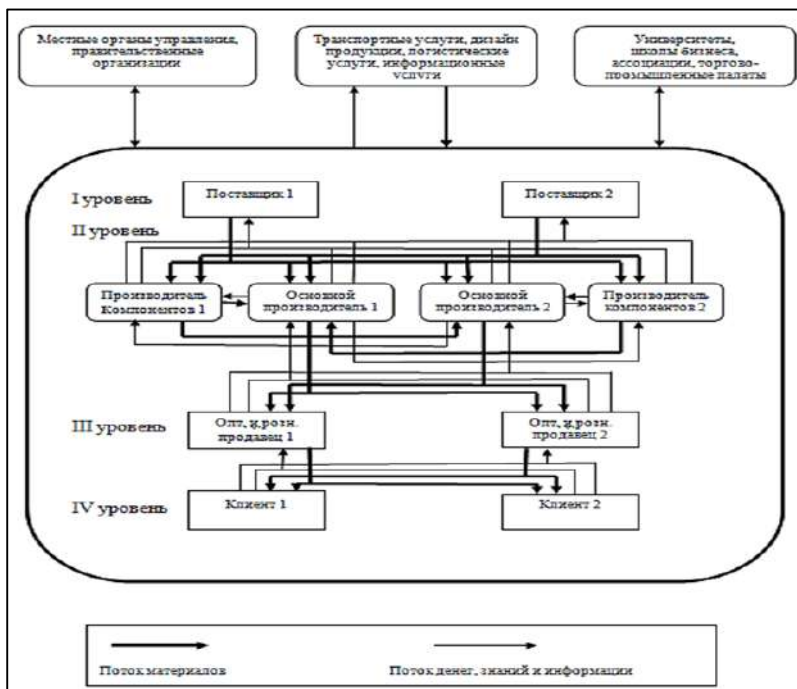 Местные органы управления,
правительственные
организации
Транспортные услуги, дизайн
продукции, логистические
услуги, информационные
услуги
Университеты,
школы бизнеса,
ассоциации, торгово-
промышленные палаты
I уровень
Поставщик 1
Поставщик 2
II уровень
Производитель
Компонентов 1
Основной
производитель 1
Основной
производитель 2
Производитель
компонентов 2
III уровень
Опт, и розн.
продавец 1
Опт, и розн.
продавец 2
IV уровень
Клиент 1
Клиент 2
Поток материалов
Поток денег, знаний и информации